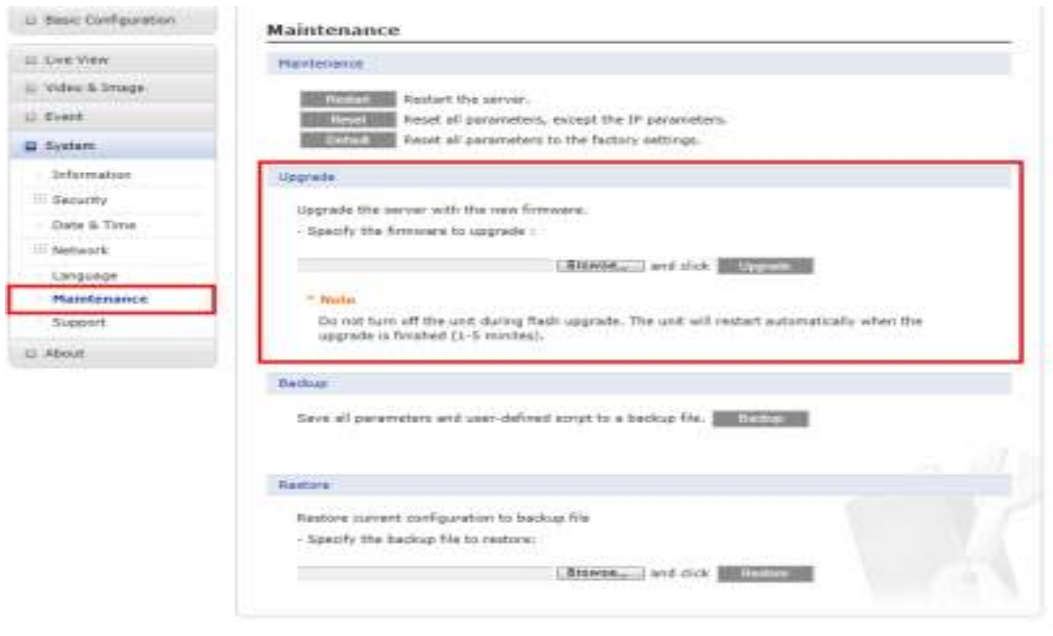 Basic Configuration
Live View
Video & Image
Event
System
Information
Security
Date & Time
Network
Language
Maintenance
Support
About
Maintenance
Maintenance
Restart Restart the server.
Reset Reset all parameters, except the IP parameters.
Default Reset all parameters to the factory settings.
Upgrade
Upgrade the server with the new firmware.
- Specify the firmware to upgrade :
Browse... and click Upgrade
* Note
Do not turn off the unit during flash upgrade. The unit will restart automatically when the
upgrade is finished (1-5 minites).
Backup
Save all parameters and user-defined script to a backup file. Backup
Restore
Restore current configuration to backup file
- Specify the backup file to restore:
Browse... and click Restore